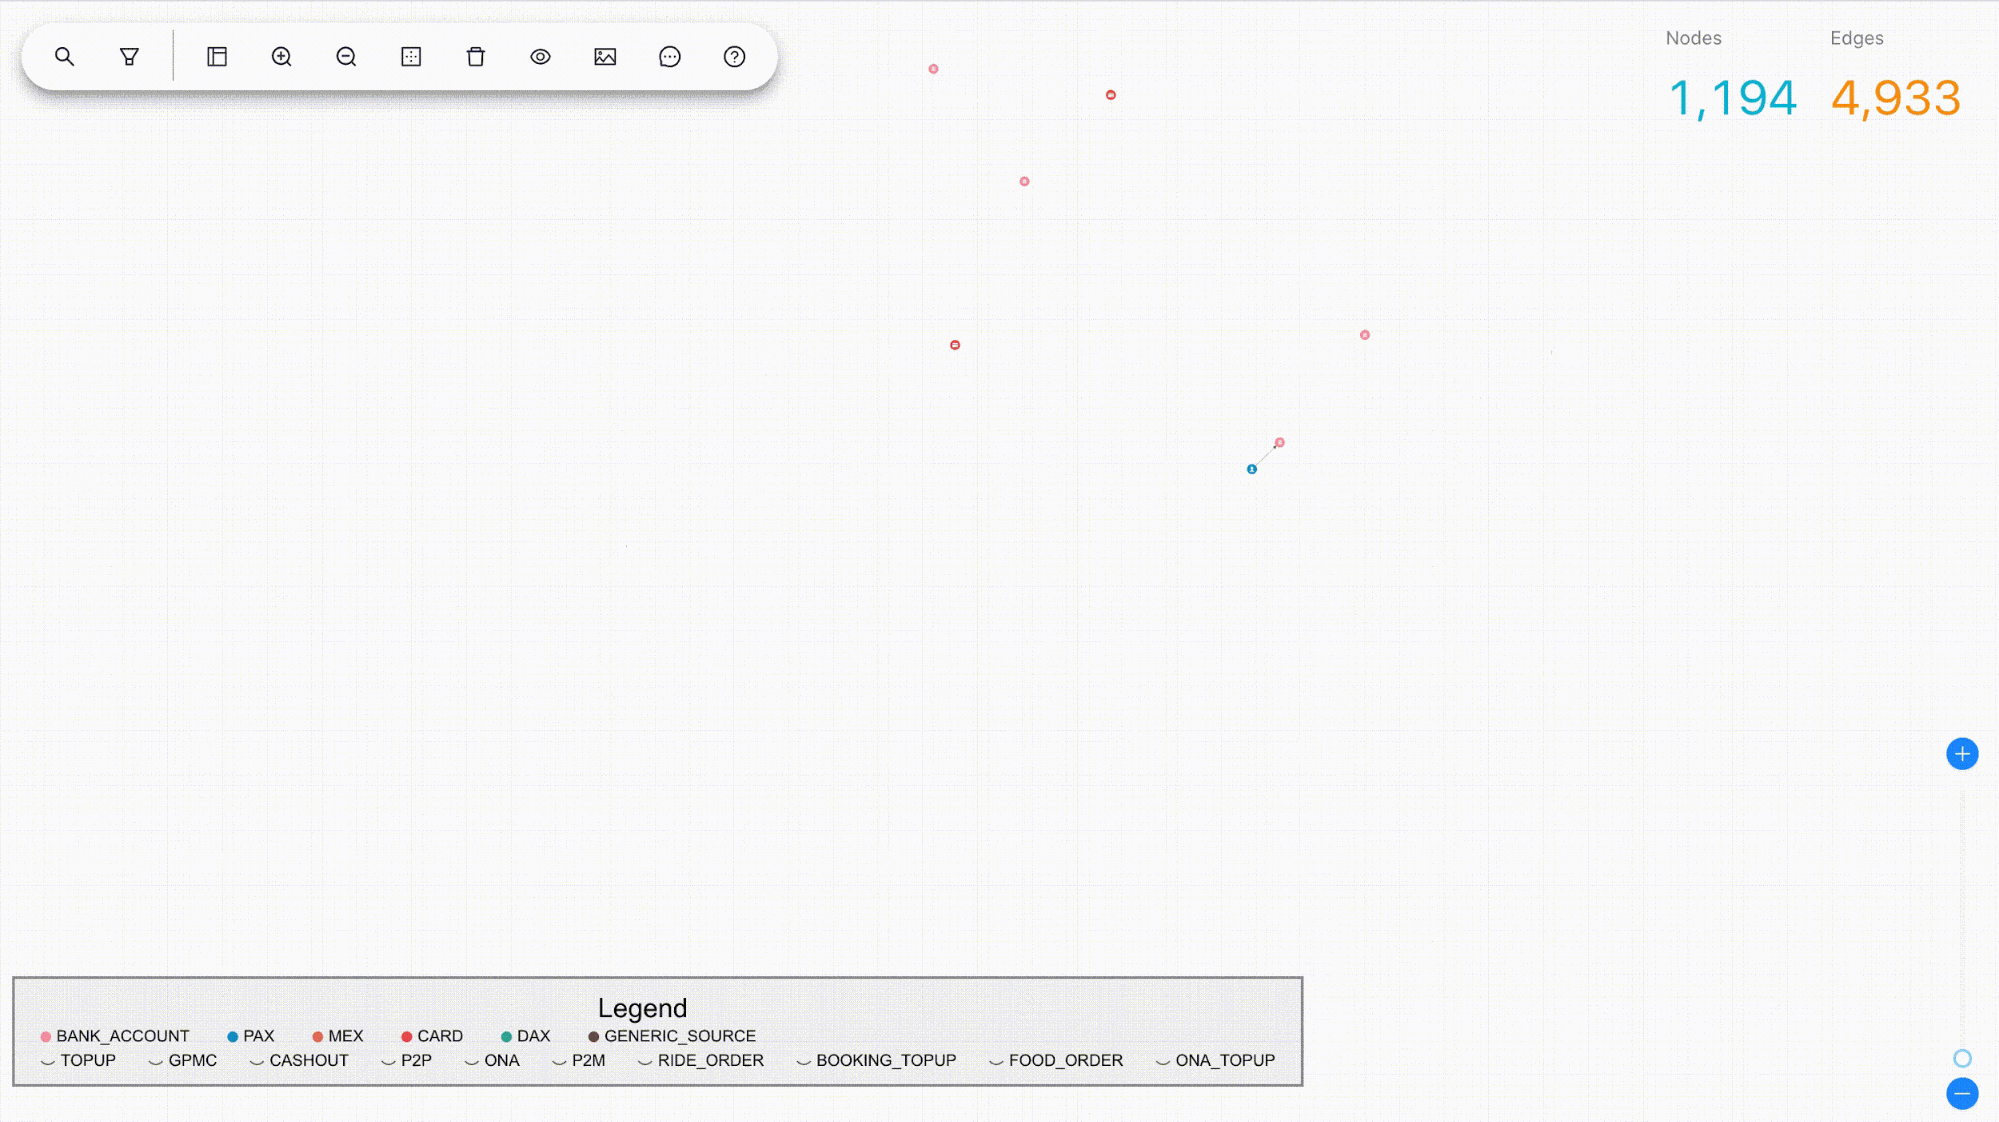 Nodes Edges
1,194 4,933
Legend
BANK_ACCOUNT PAX MEX CARD DAX GENERIC_SOURCE
TOPUP GPMC CASHOUT P2P ONA P2M RIDE_ORDER BOOKING_TOPUP FOOD_ORDER ONA_TOPUP